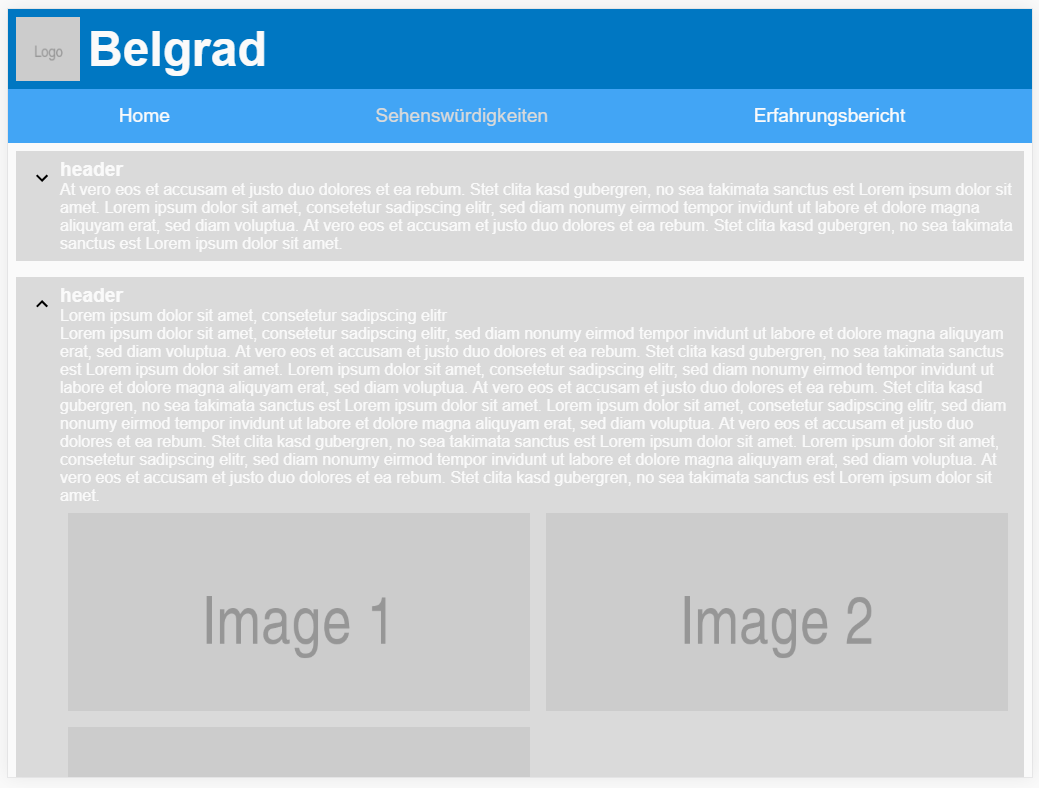 Logo
Belgrad
Home
Sehenswürdigkeiten
Erfahrungsbericht
header
At vero eos et accusam et justo duo dolores et ea rebum. Stet clita kasd gubergren, no sea takimata sanctus est Lorem ipsum dolor sit
amet. Lorem ipsum dolor sit amet, consetetur sadipscing elitr, sed diam nonumy eirmod tempor invidunt ut labore et dolore magna
aliquyam erat, sed diam voluptua. At vero eos et accusam et justo duo dolores et ea rebum. Stet clita kasd gubergren, no sea takimata
sanctus est Lorem ipsum dolor sit amet.
header
Lorem ipsum dolor sit amet, consetetur sadipscing elitr
Lorem ipsum dolor sit amet, consetetur sadipscing elitr, sed diam nonumy eirmod tempor invidunt ut labore et dolore magna aliquyam
erat, sed diam voluptua. At vero eos et accusam et justo duo dolores et ea rebum. Stet clita kasd gubergren, no sea takimata sanctus
est Lorem ipsum dolor sit amet. Lorem ipsum dolor sit amet, consetetur sadipscing elitr, sed diam nonumy eirmod tempor invidunt ut
labore et dolore magna aliquyam erat, sed diam voluptua. At vero eos et accusam et justo duo dolores et ea rebum. Stet clita kasd
gubergren, no sea takimata sanctus est Lorem ipsum dolor sit amet. Lorem ipsum dolor sit amet, consetetur sadipscing elitr, sed diam
nonumy eirmod tempor invidunt ut labore et dolore magna aliquyam erat, sed diam voluptua. At vero eos et accusam et justo duo
dolores et ea rebum. Stet clita kasd gubergren, no sea takimata sanctus est Lorem ipsum dolor sit amet. Lorem ipsum dolor sit amet,
consetetur sadipscing elitr, sed diam nonumy eirmod tempor invidunt ut labore et dolore magna aliquyam erat, sed diam voluptua. At
vero eos et accusam et justo duo dolores et ea rebum. Stet clita kasd gubergren, no sea takimata sanctus est Lorem ipsum dolor sit
amet.
Image 1
Image 2